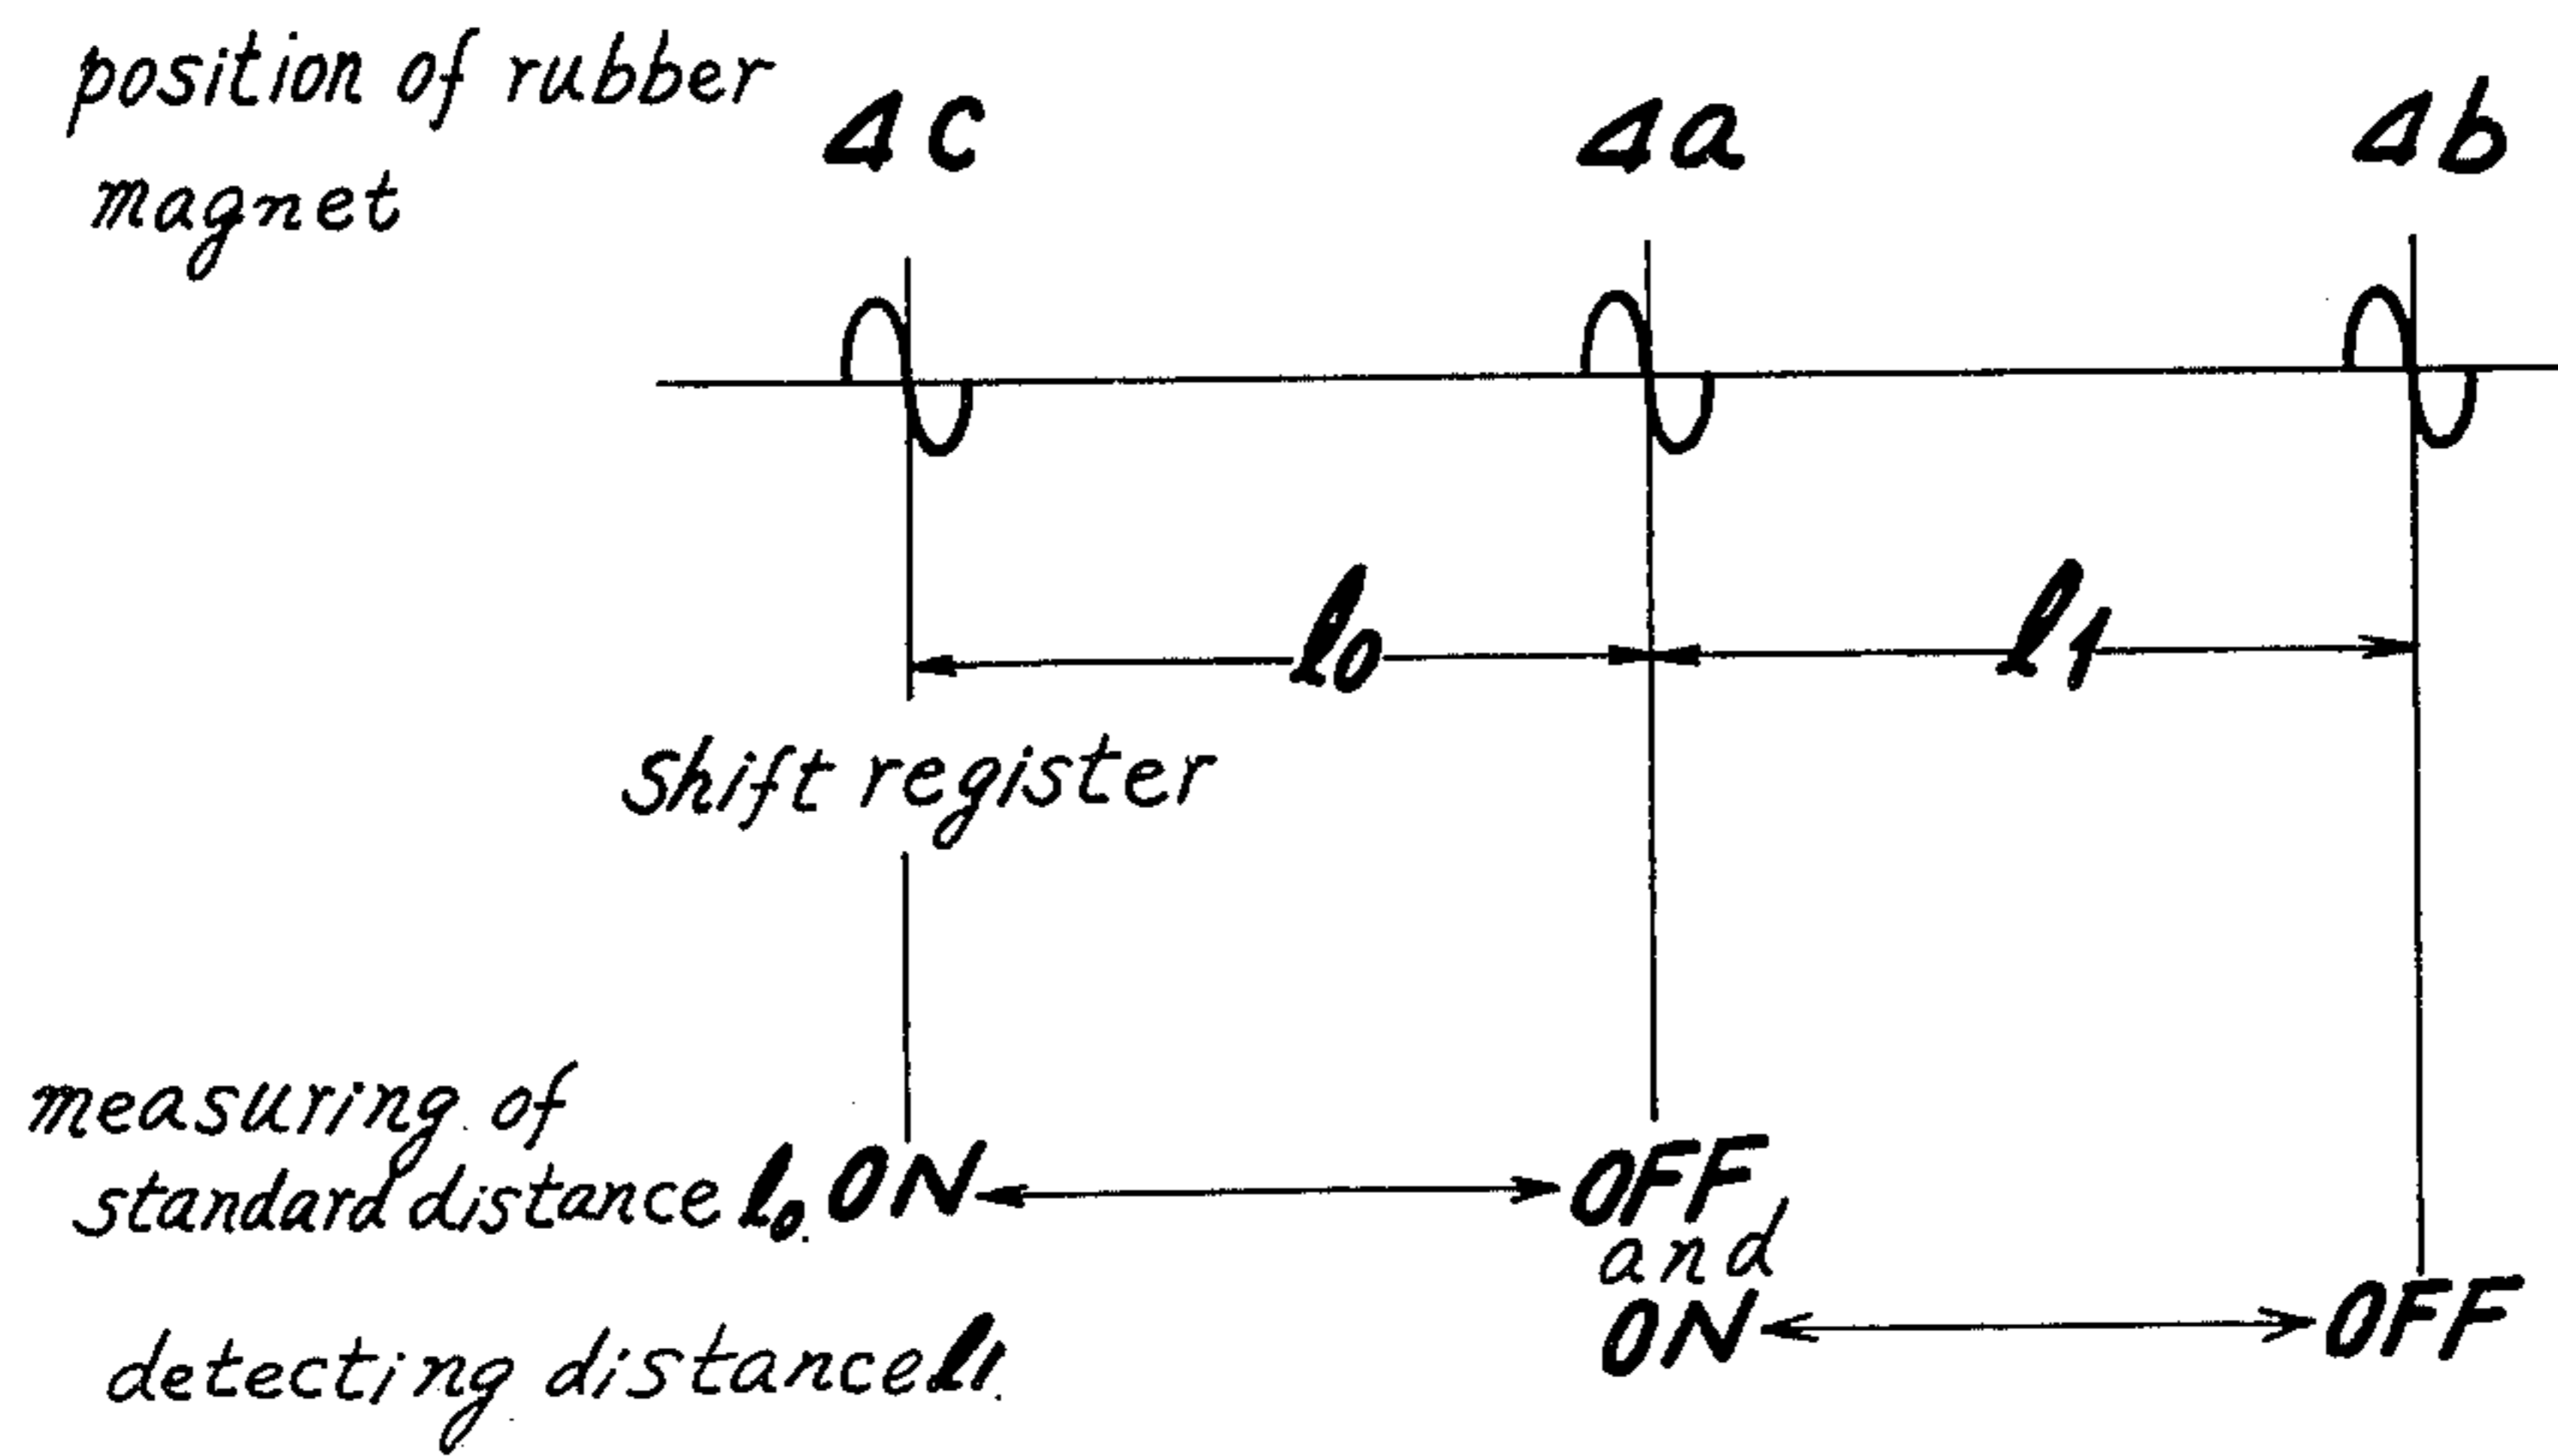 position of rubber
magnet
4c 4a 4b
l0 l1
Shift register
measuring of
standard distance l0. ON OFF
and
detecting distance l1. ON OFF